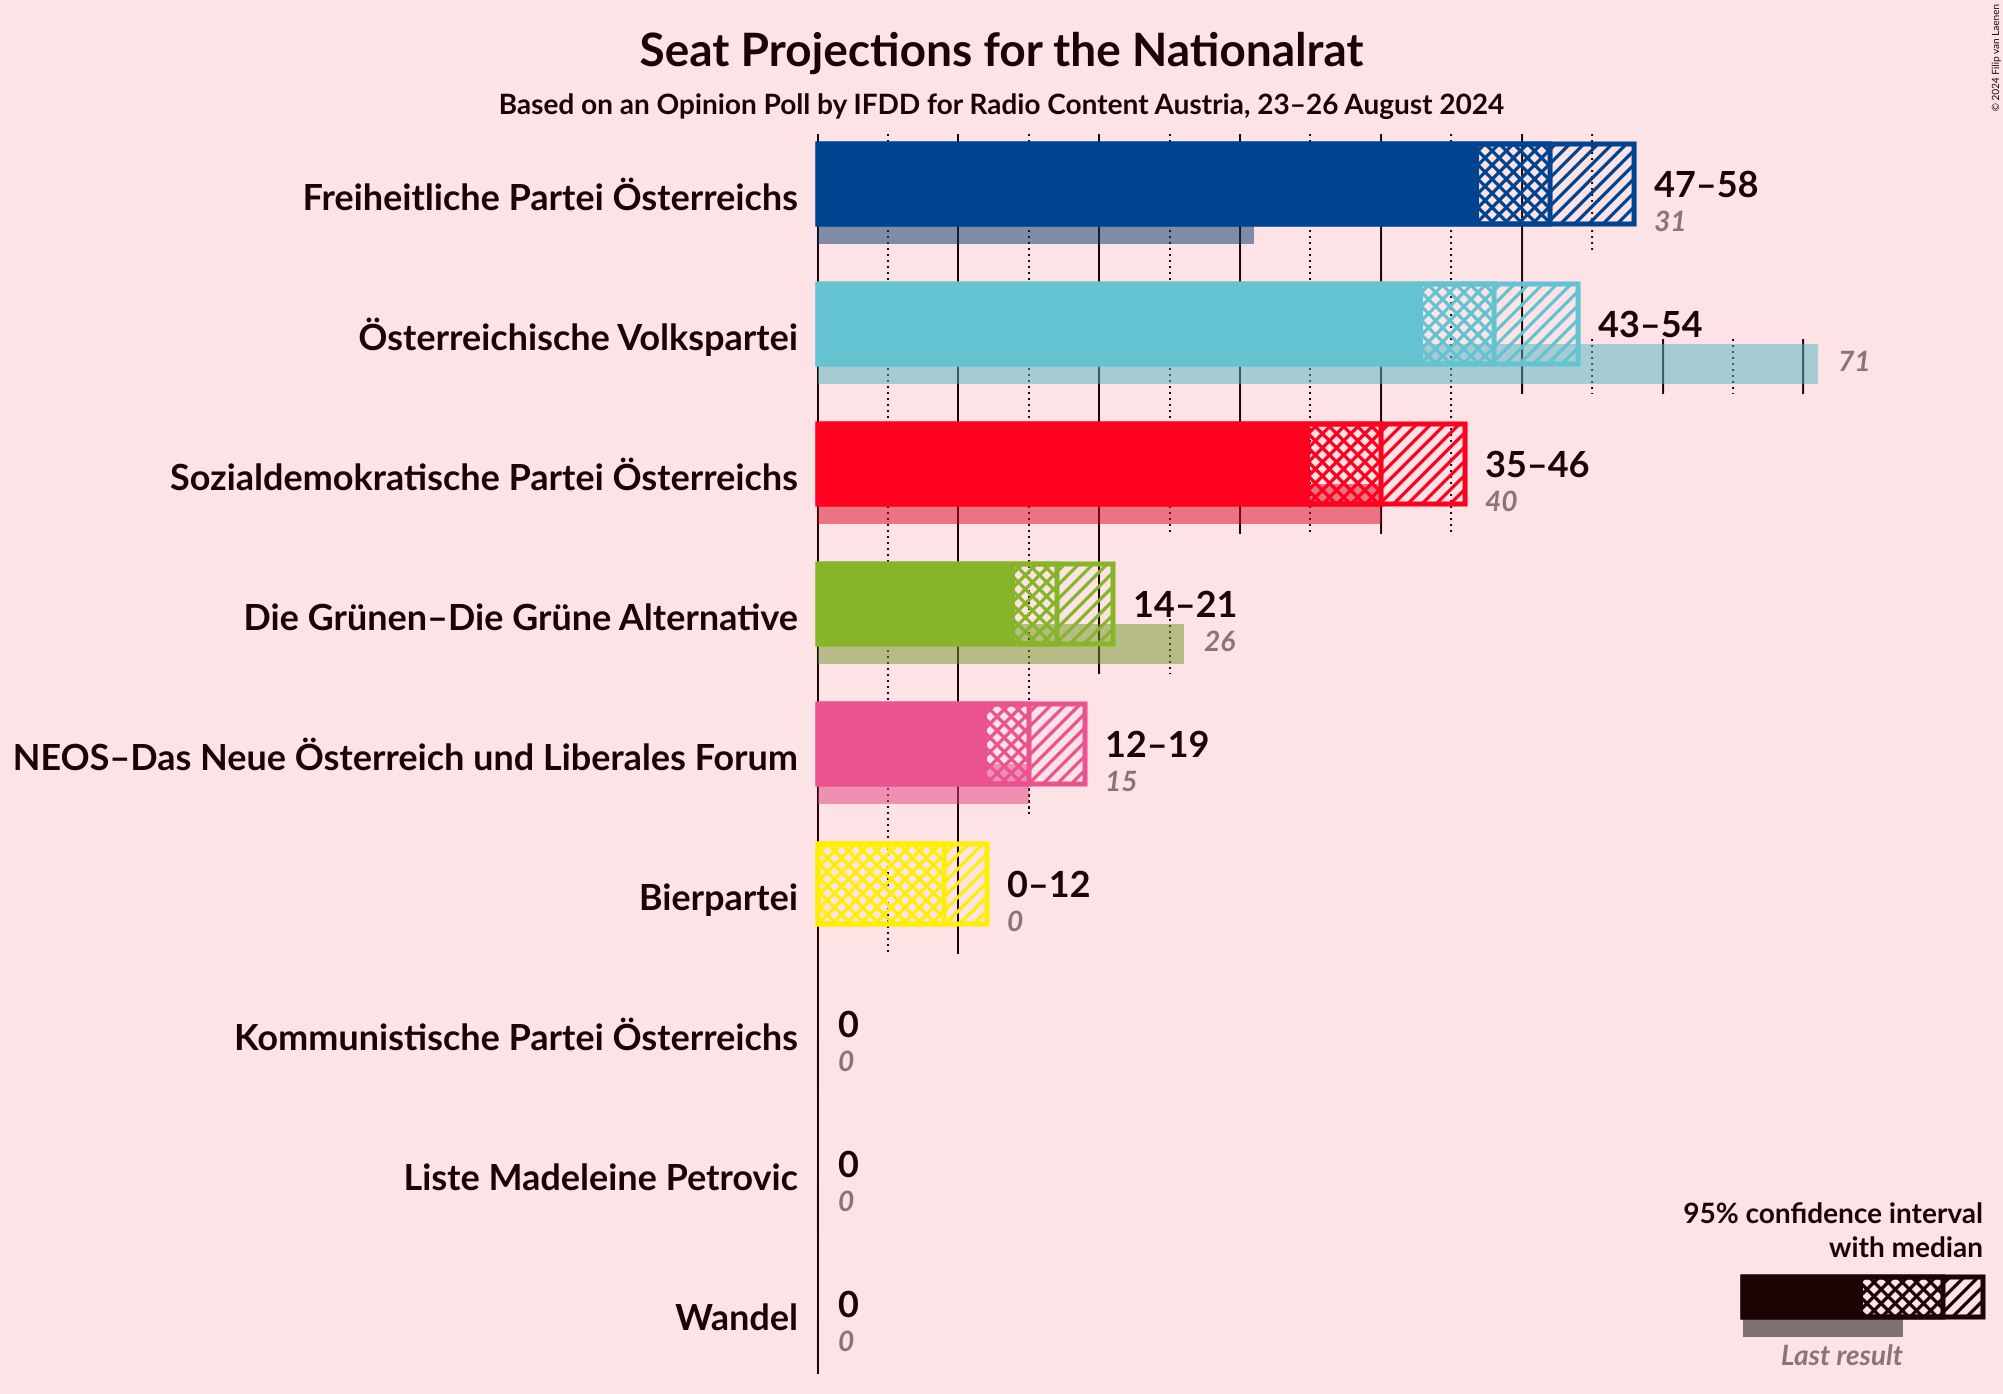 Seat Projections for the Nationalrat
Based on an Opinion Poll by IFDD for Radio Content Austria, 23–26 August 2024
© 2024 Filip van Laenen
Freiheitliche Partei Österreichs
47–58
31
Österreichische Volkspartei
43–54
71
Sozialdemokratische Partei Österreichs
35–46
40
Die Grünen–Die Grüne Alternative
14–21
26
NEOS–Das Neue Österreich und Liberales Forum
12–19
15
Bierpartei
0–12
0
Kommunistische Partei Österreichs
0
0
Liste Madeleine Petrovic
0
0
Wandel
0
0
95% confidence interval
with median
Last result